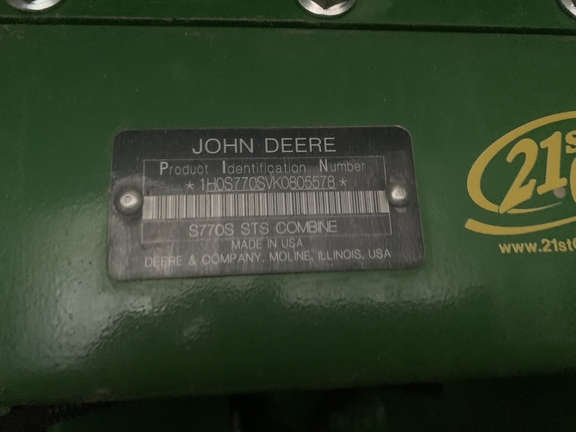 JOHN DEERE
Product Identification Number
*1H0S770SVK0805578*
S770S STS COMBINE
MADE IN USA
DEERE & COMPANY, MOLINE, ILLINOIS, USA
21s
www.21st